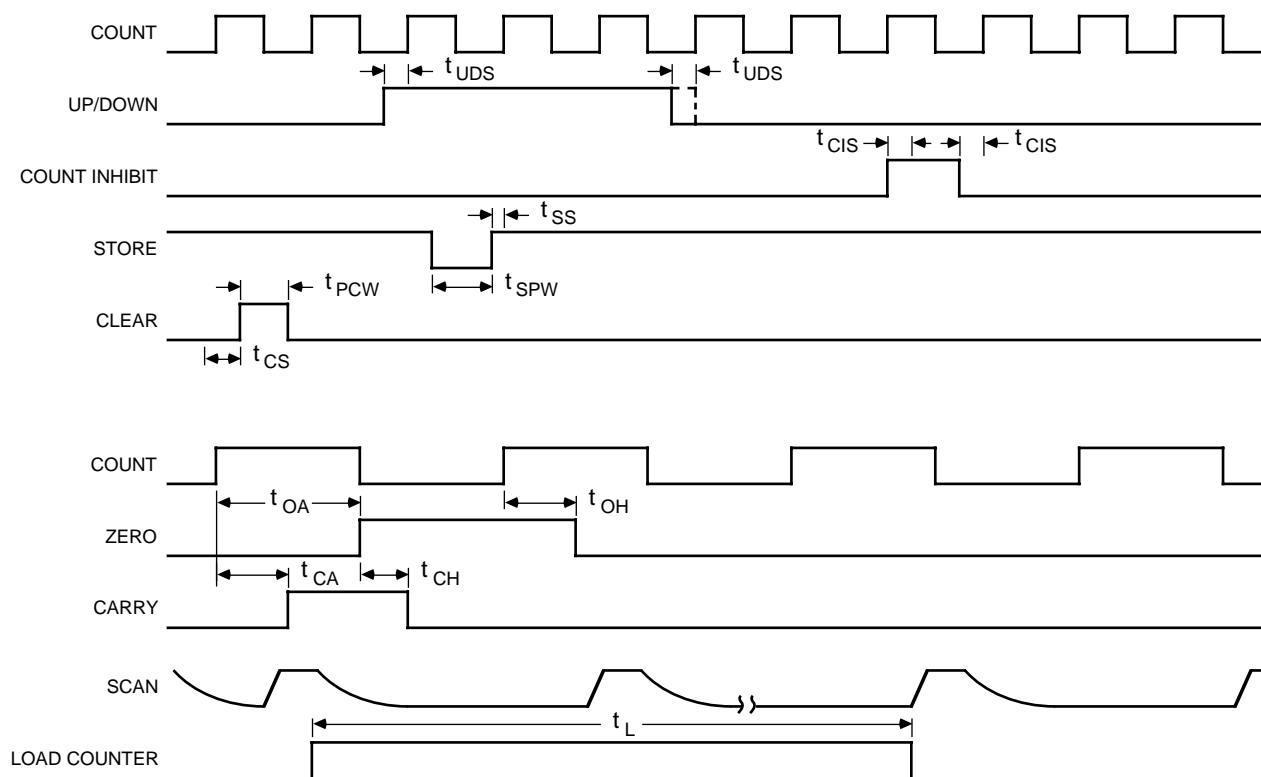 COUNT
t UDS
t UDS
UP/DOWN
t CIS
t CIS
COUNT INHIBIT
t SS
STORE
t PCW
t SPW
CLEAR
t CS
COUNT
t OA
t OH
ZERO
t CA
t CH
CARRY
SCAN
t L
LOAD COUNTER